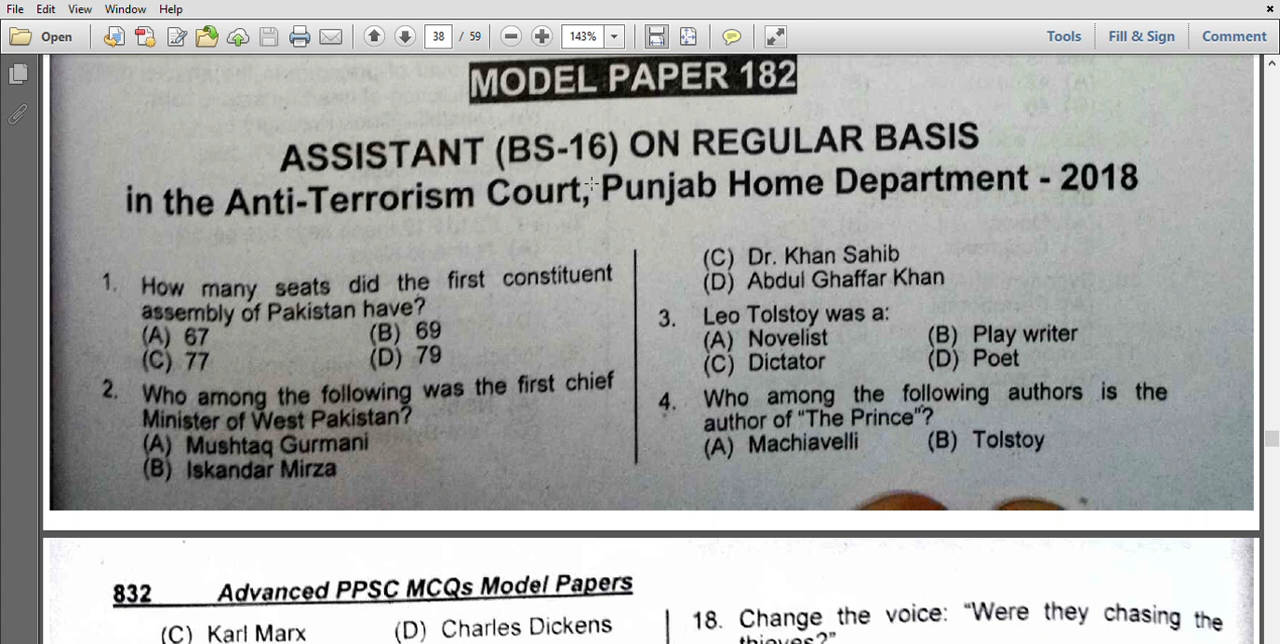 File Edit View Window Help
Open 38 / 59 143% Tools Fill & Sign Comment
MODEL PAPER 182
ASSISTANT (BS-16) ON REGULAR BASIS
in the Anti-Terrorism Court, Punjab Home Department - 2018
1. How many seats did the first constituent
assembly of Pakistan have?
(A) 67 (B) 69
(C) 77 (D) 79
2. Who among the following was the first chief
Minister of West Pakistan?
(A) Mushtaq Gurmani
(B) Iskandar Mirza
(C) Dr. Khan Sahib
(D) Abdul Ghaffar Khan
3. Leo Tolstoy was a:
(A) Novelist (B) Play writer
(C) Dictator (D) Poet
4. Who among the following authors is the
author of "The Prince"?
(A) Machiavelli (B) Tolstoy
832 Advanced PPSC MCQs Model Papers
(C) Karl Marx (D) Charles Dickens
18. Change the voice: "Were they chasing the
thieves?"